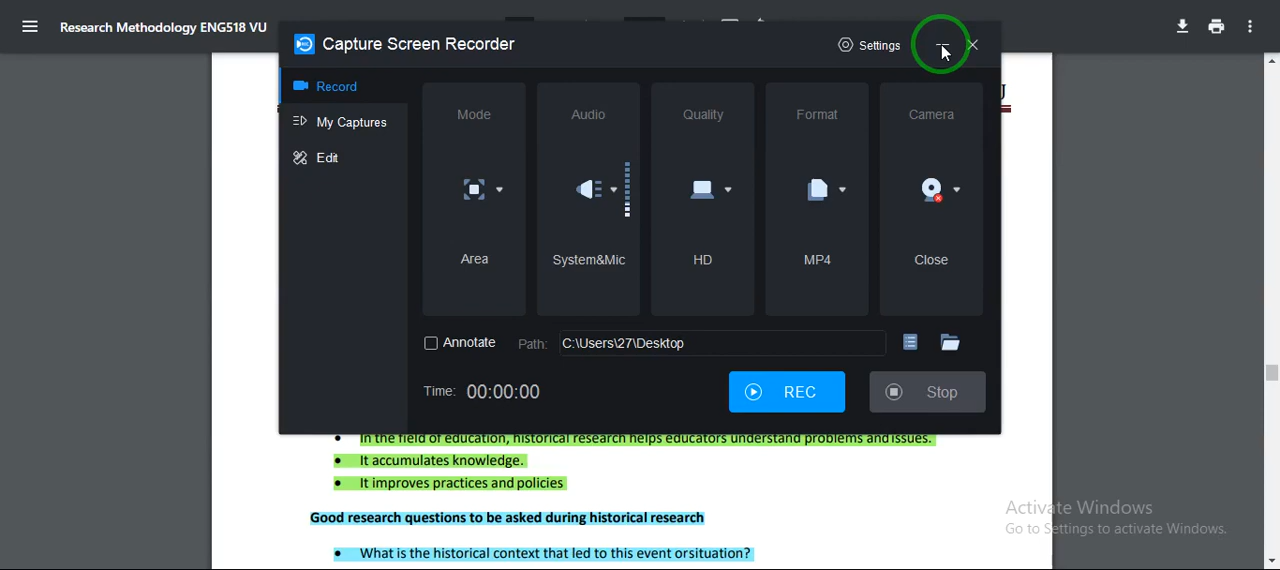 Research Methodology ENG518 VU
Capture Screen Recorder
Settings
Record
My Captures
Edit
Mode
Audio
Quality
Format
Camera
Area
System&Mic
HD
MP4
Close
Annotate
Path:
C:\Users\27\Desktop
Time: 00:00:00
REC
Stop
• In the field of education, historical research helps educators understand problems and issues.
• It accumulates knowledge.
• It improves practices and policies
Good research questions to be asked during historical research
• What is the historical context that led to this event orsituation?
Activate Windows
Go to Settings to activate Windows.